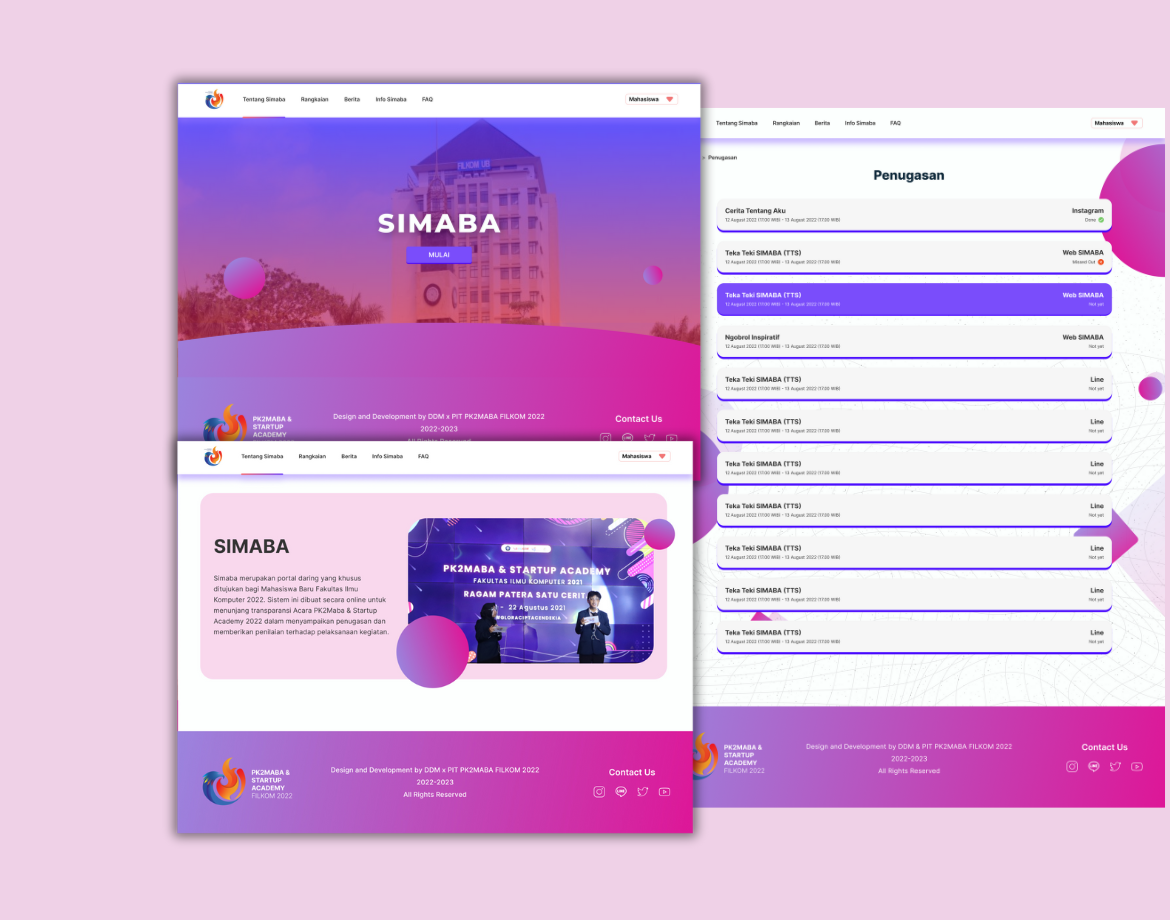 Tentang Simaba Rangkaian Berita Info Simaba FAQ Mahasiswa
FILKOM UB
SIMABA
MULAI
PK2MABA &
STARTUP
ACADEMY
Design and Development by DDM x PIT PK2MABA FILKOM 2022
2022-2023
All Rights Reserved
Contact Us
Tentang Simaba Rangkaian Berita Info Simaba FAQ Mahasiswa
SIMABA
Simaba merupakan portal daring yang khusus
ditujukan bagi Mahasiswa Baru Fakultas Ilmu
Komputer 2022. Sistem ini dibuat secara online untuk
menunjang transparansi Acara PK2Maba & Startup
Academy 2022 dalam menyampaikan penugasan dan
memberikan penilaian terhadap pelaksanaan kegiatan.
PK2MABA & STARTUP ACADEMY
FAKULTAS ILMU KOMPUTER 2021
RAGAM PATERA SATU CERIT
- 22 Agustus 2021
#BLORACIPTACENDEKIA
PK2MABA &
STARTUP
ACADEMY
FILKOM 2022
Design and Development by DDM x PIT PK2MABA FILKOM 2022
2022-2023
All Rights Reserved
Contact Us
Tentang Simaba Rangkaian Berita Info Simaba FAQ Mahasiswa
Penugasan
Penugasan
Cerita Tentang Aku Instagram
12 August 2022 (17.00 WIB) - 13 August 2022 (17.00 WIB) Done
Teka Teki SIMABA (TTS) Web SIMABA
12 August 2022 (17.00 WIB) - 13 August 2022 (17.00 WIB) Missed Out
Teka Teki SIMABA (TTS) Web SIMABA
12 August 2022 (17.00 WIB) - 13 August 2022 (17.00 WIB) Not yet
Ngobrol Inspiratif Web SIMABA
12 August 2022 (17.00 WIB) - 13 August 2022 (17.00 WIB) Not yet
Teka Teki SIMABA (TTS) Line
12 August 2022 (17.00 WIB) - 13 August 2022 (17.00 WIB) Not yet
Teka Teki SIMABA (TTS) Line
12 August 2022 (17.00 WIB) - 13 August 2022 (17.00 WIB) Not yet
Teka Teki SIMABA (TTS) Line
12 August 2022 (17.00 WIB) - 13 August 2022 (17.00 WIB) Not yet
Teka Teki SIMABA (TTS) Line
12 August 2022 (17.00 WIB) - 13 August 2022 (17.00 WIB) Not yet
Teka Teki SIMABA (TTS) Line
12 August 2022 (17.00 WIB) - 13 August 2022 (17.00 WIB) Not yet
Teka Teki SIMABA (TTS) Line
12 August 2022 (17.00 WIB) - 13 August 2022 (17.00 WIB) Not yet
Teka Teki SIMABA (TTS) Line
12 August 2022 (17.00 WIB) - 13 August 2022 (17.00 WIB) Not yet
PK2MABA &
STARTUP
ACADEMY
FILKOM 2022
Design and Development by DDM & PIT PK2MABA FILKOM 2022
2022-2023
All Rights Reserved
Contact Us